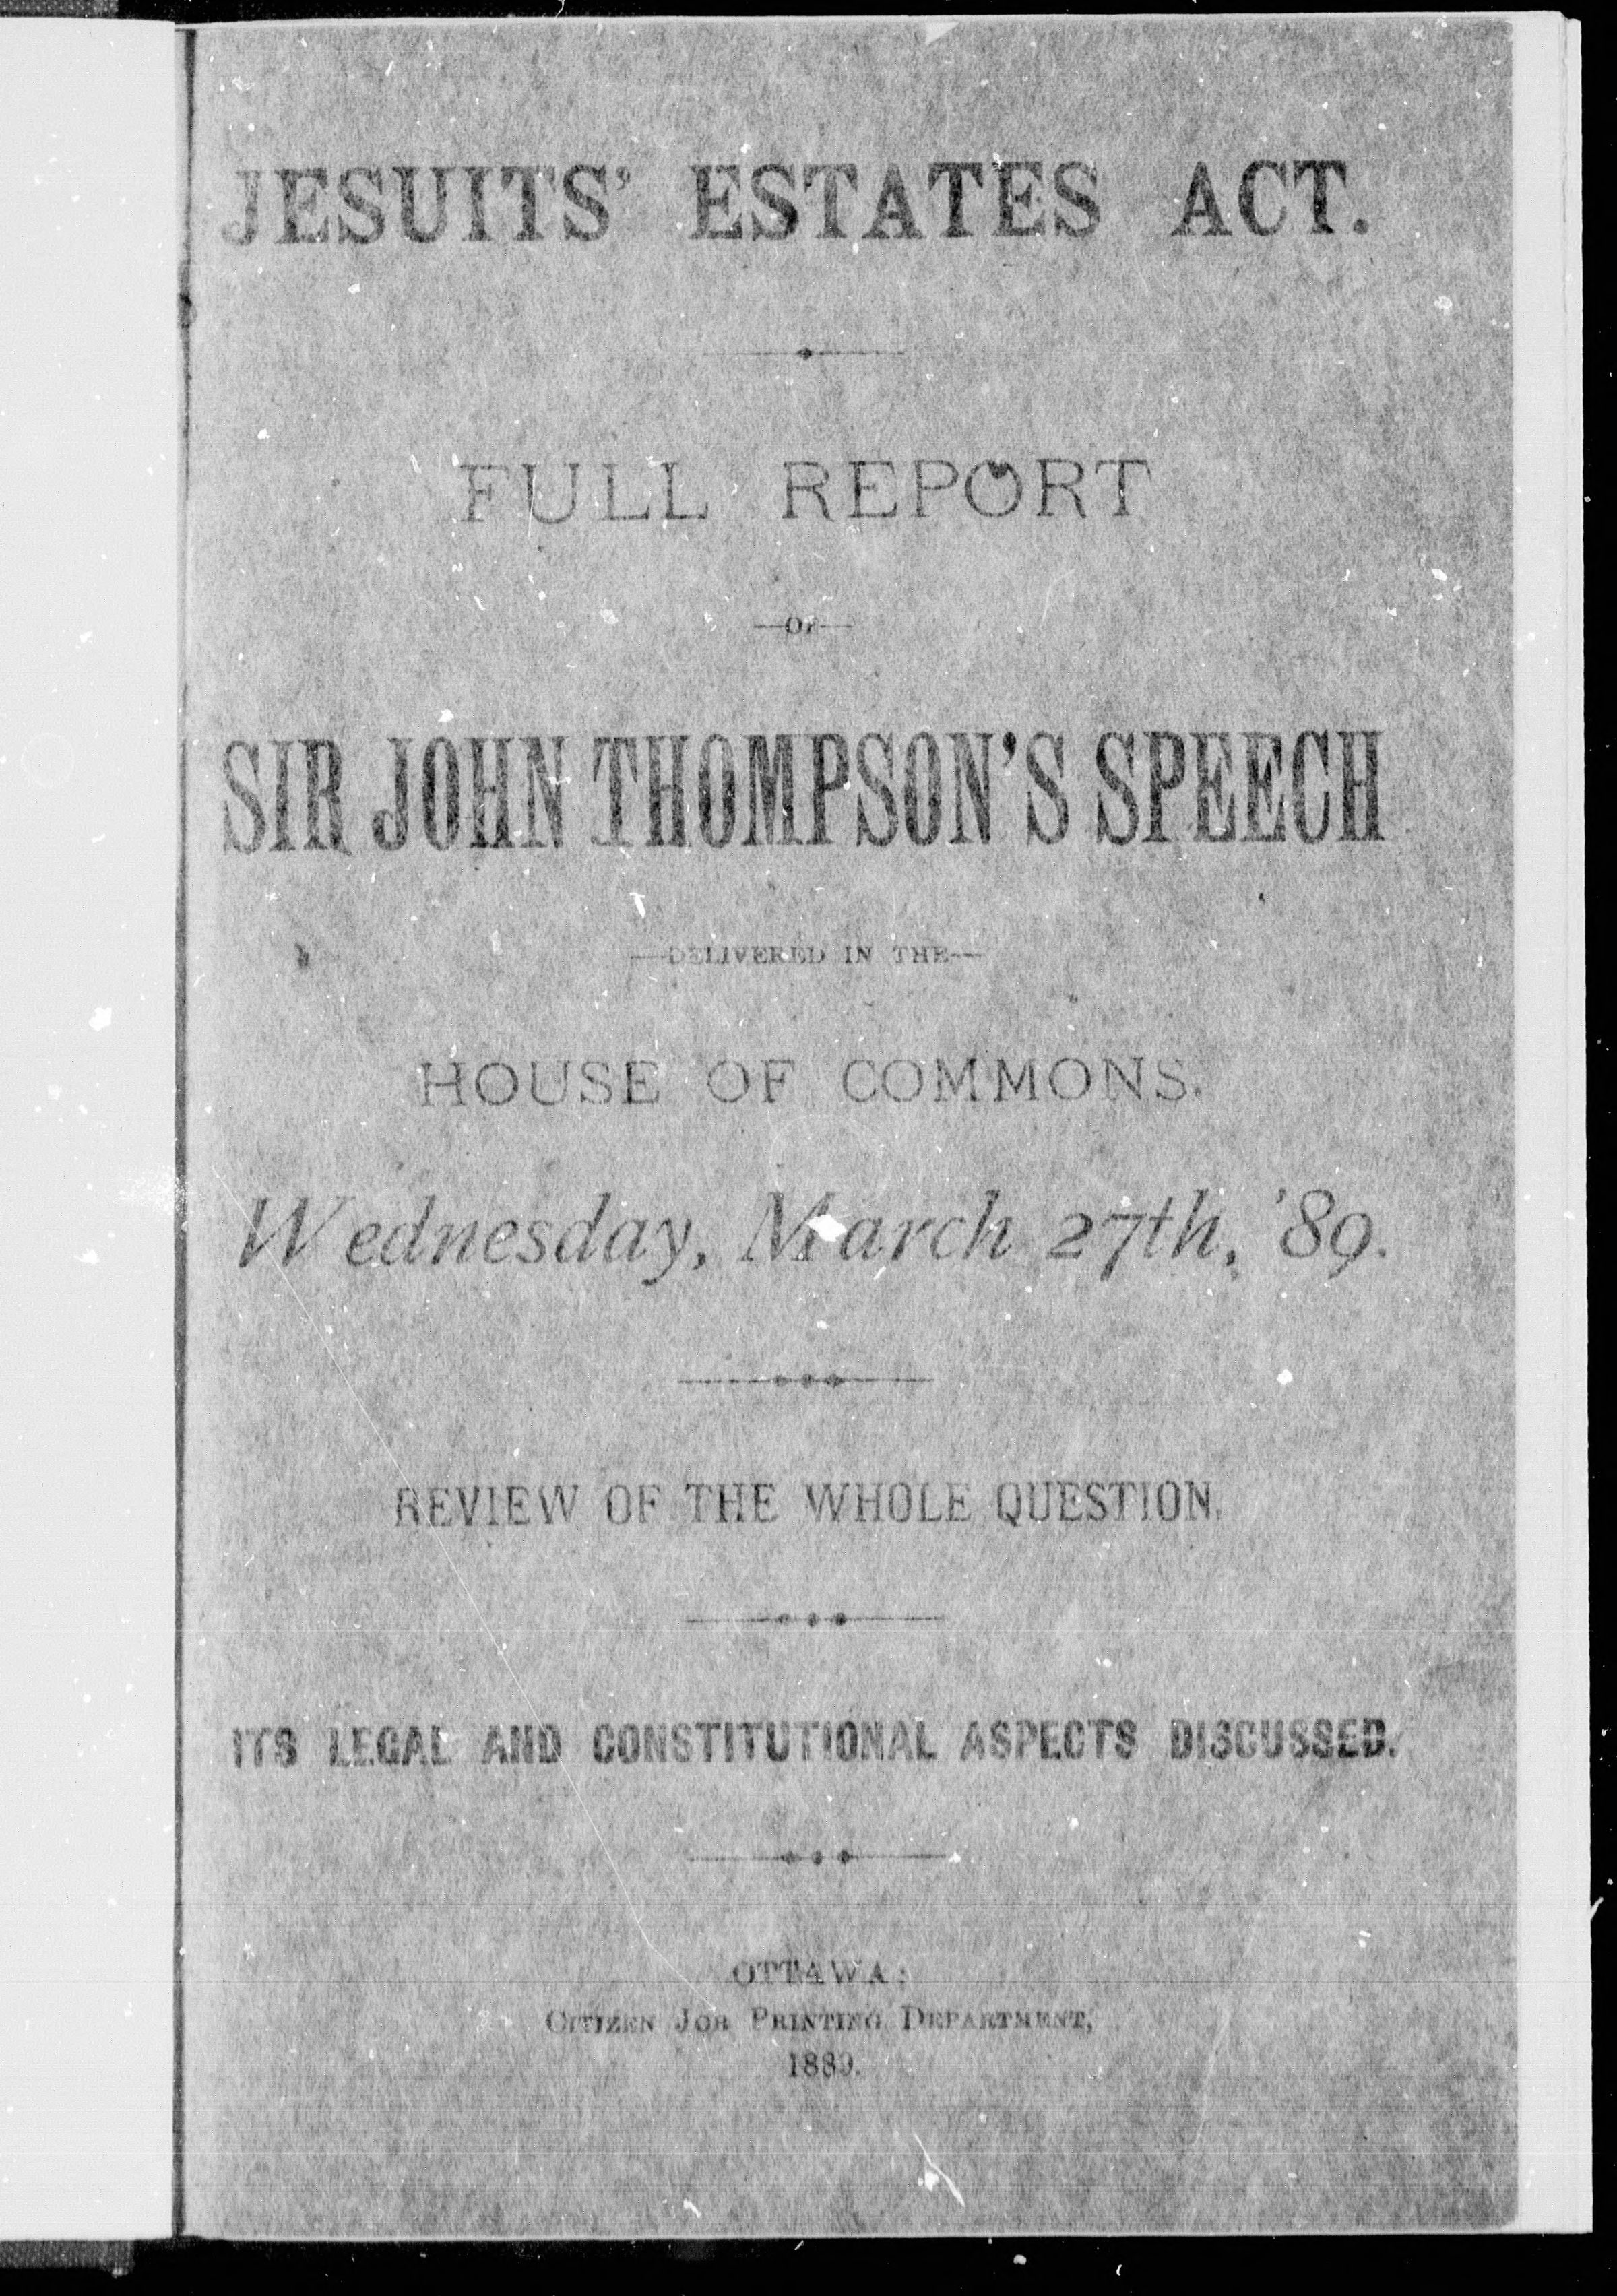 JESUITS' ESTATES ACT.
FULL REPORT
—OF—
SIR JOHN THOMPSON'S SPEECH
—DELIVERED IN THE—
HOUSE OF COMMONS.
Wednesday, March 27th, '89.
REVIEW OF THE WHOLE QUESTION.
ITS LEGAL AND CONSTITUTIONAL ASPECTS DISCUSSED.
OTTAWA:
CITIZEN JOB PRINTING DEPARTMENT,
1889.